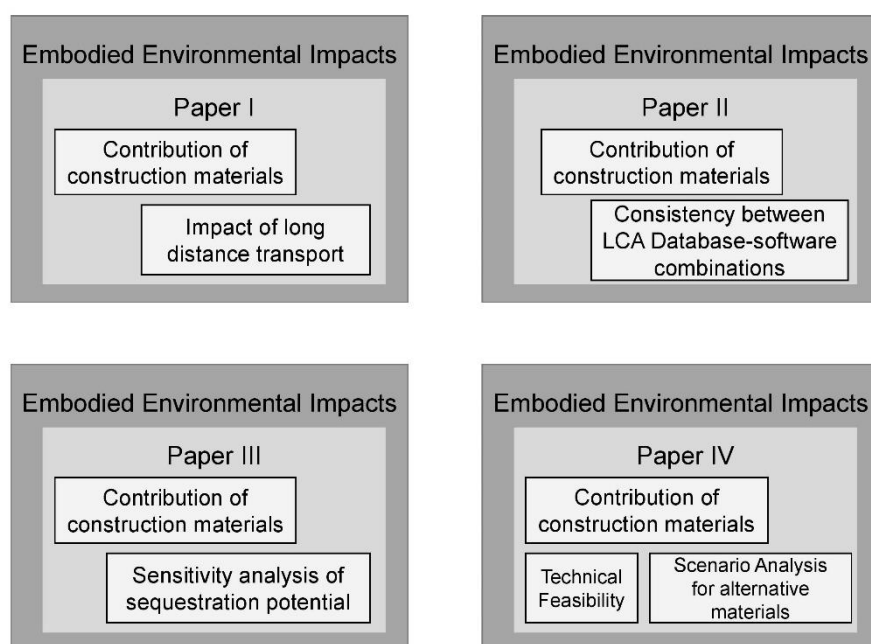 Embodied Environmental Impacts
Paper I
Contribution of
construction materials
Impact of long
distance transport
Embodied Environmental Impacts
Paper II
Contribution of
construction materials
Consistency between
LCA Database-software
combinations
Embodied Environmental Impacts
Paper III
Contribution of
construction materials
Sensitivity analysis of
sequestration potential
Embodied Environmental Impacts
Paper IV
Contribution of
construction materials
Technical
Feasibility
Scenario Analysis
for alternative
materials